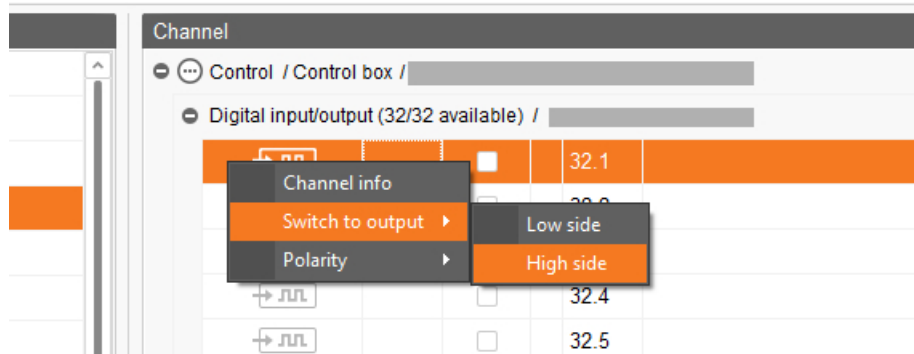 Channel
Control / Control box /
Digital input/output (32/32 available) /
32.1
Channel info
Switch to output
Low side
Polarity
High side
32.4
32.5